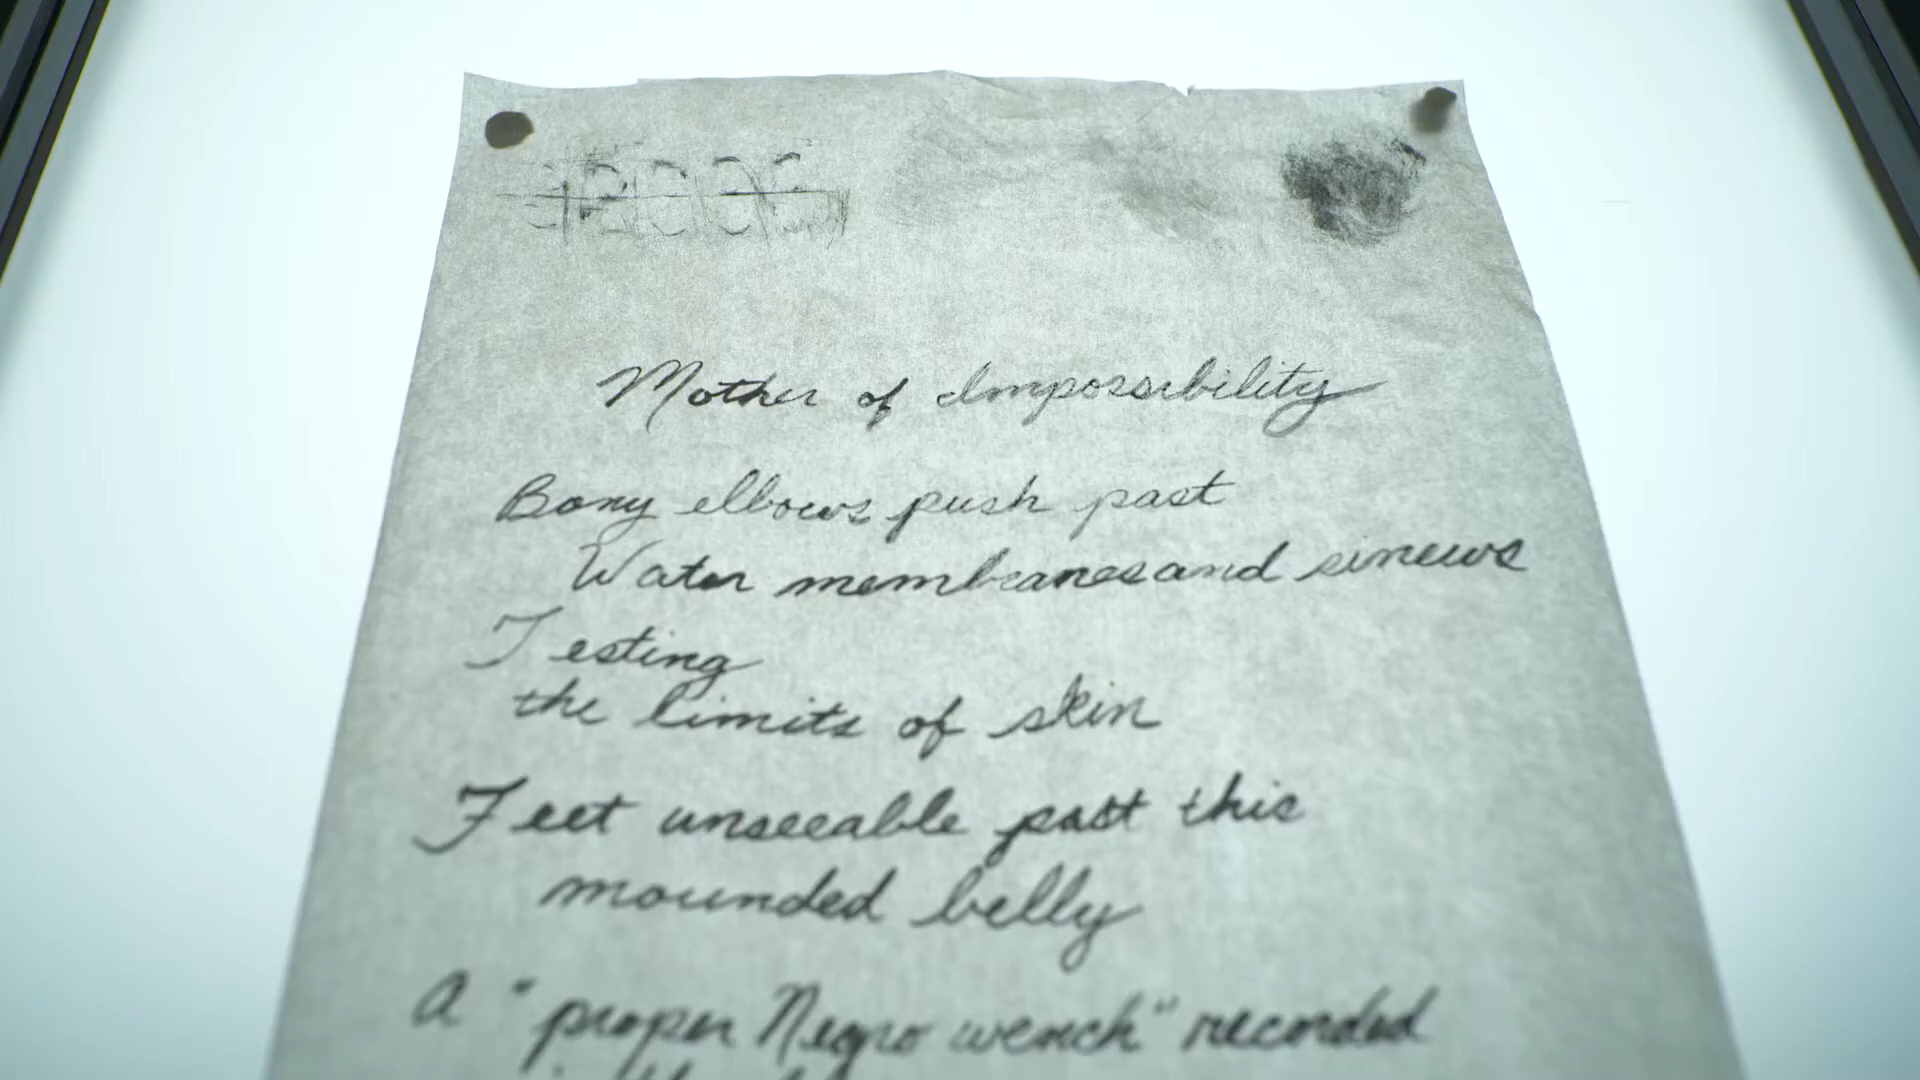 Mother of Impossibility
Bony elbows push past
Water membranes and sinews
Testing
the limits of skin
Feet unseeable past this
mounded belly
A "proper Negro wench" recorded